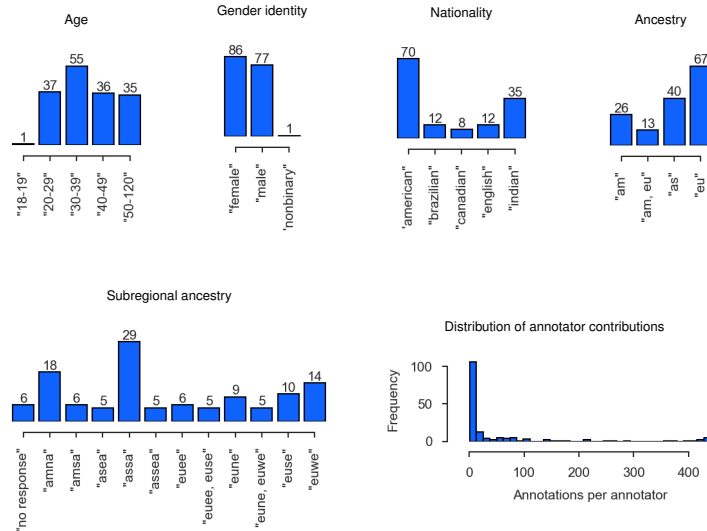 Age
1
37
55
36
35
"18-19"
"20-29"
"30-39"
"40-49"
"50-120"
Gender identity
86
77
1
"female"
"male"
'nonbinary"
Nationality
70
12
8
12
35
'american"
"brazilian"
"canadian"
"english"
"indian"
Ancestry
26
13
40
67
"am"
"am, eu"
"as"
"eu"
Subregional ancestry
6
18
6
5
29
5
6
5
9
5
10
14
"no response"
"amna"
"amsa"
"asea"
"assa"
"assea"
"euee"
"euee, euse"
"eune"
"eune, euwe"
"euse"
"euwe"
Distribution of annotator contributions
Frequency
100
50
0
0
100
200
300
400
Annotations per annotator